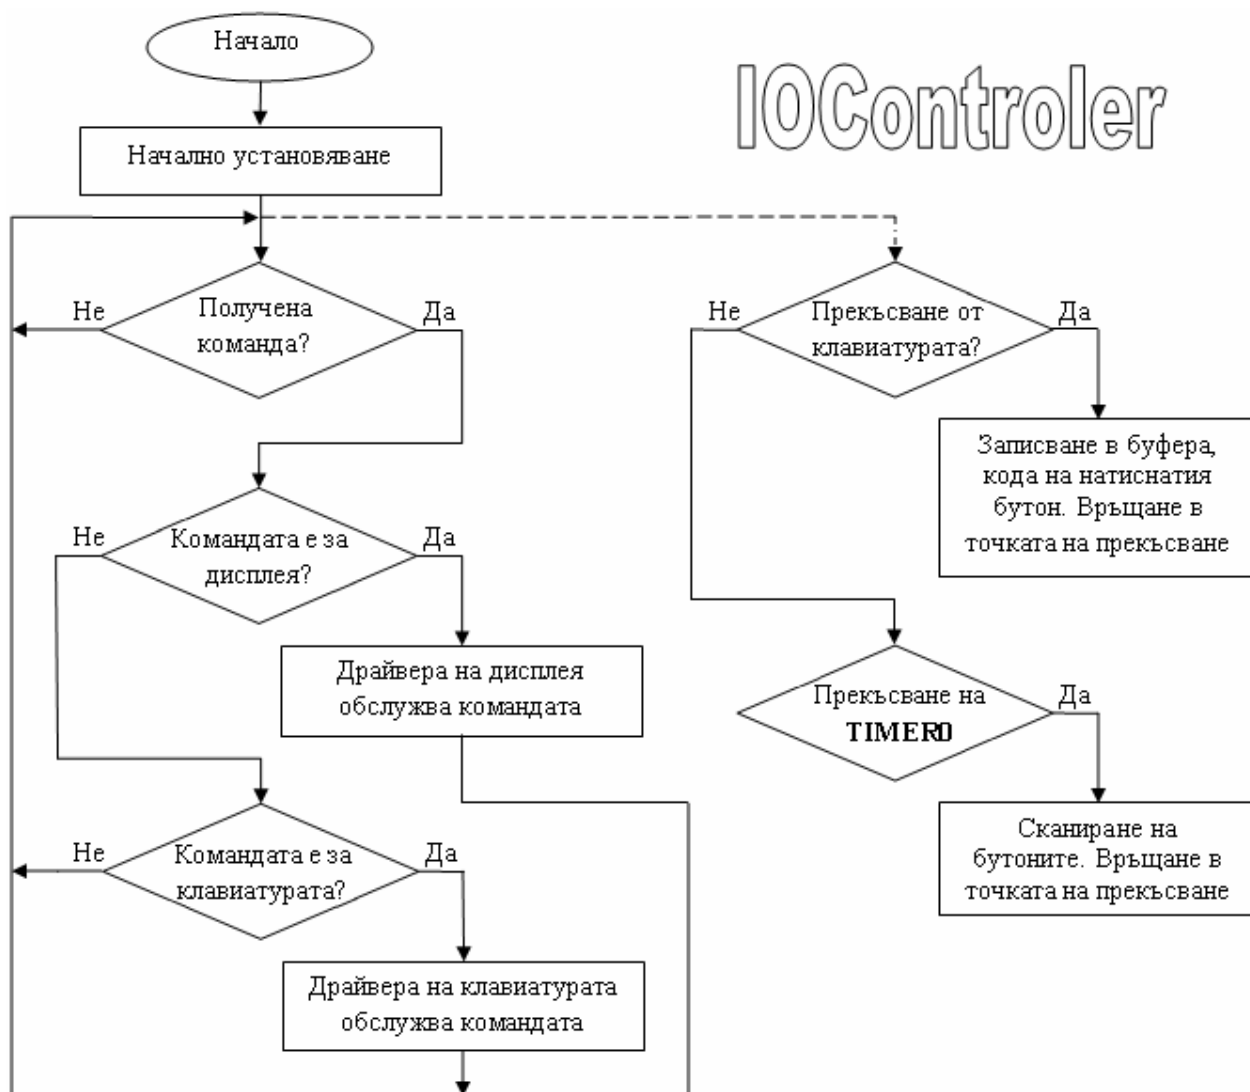 Начало
IOControler
Начално установяване
Не
Получена
команда?
Да
Не
Прекъсване от
клавиатурата?
Да
Записване в буфера,
кода на натиснатия
бутон. Връщане в
точката на прекъсване
Не
Командата е за
дисплея?
Да
Драйвера на дисплея
обслужва командата
Прекъсване на
TIMER0
Да
Сканиране на
бутоните. Връщане в
точката на прекъсване
Не
Командата е за
клавиатурата?
Да
Драйвера на клавиатурата
обслужва командата